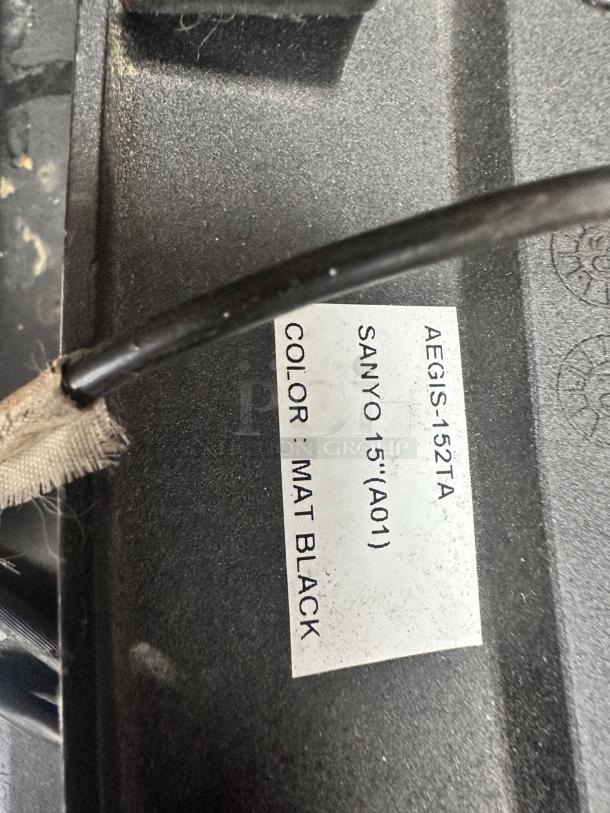 AEGIS-152TA
SANYO 15"(A01)
COLOR : MAT BLACK